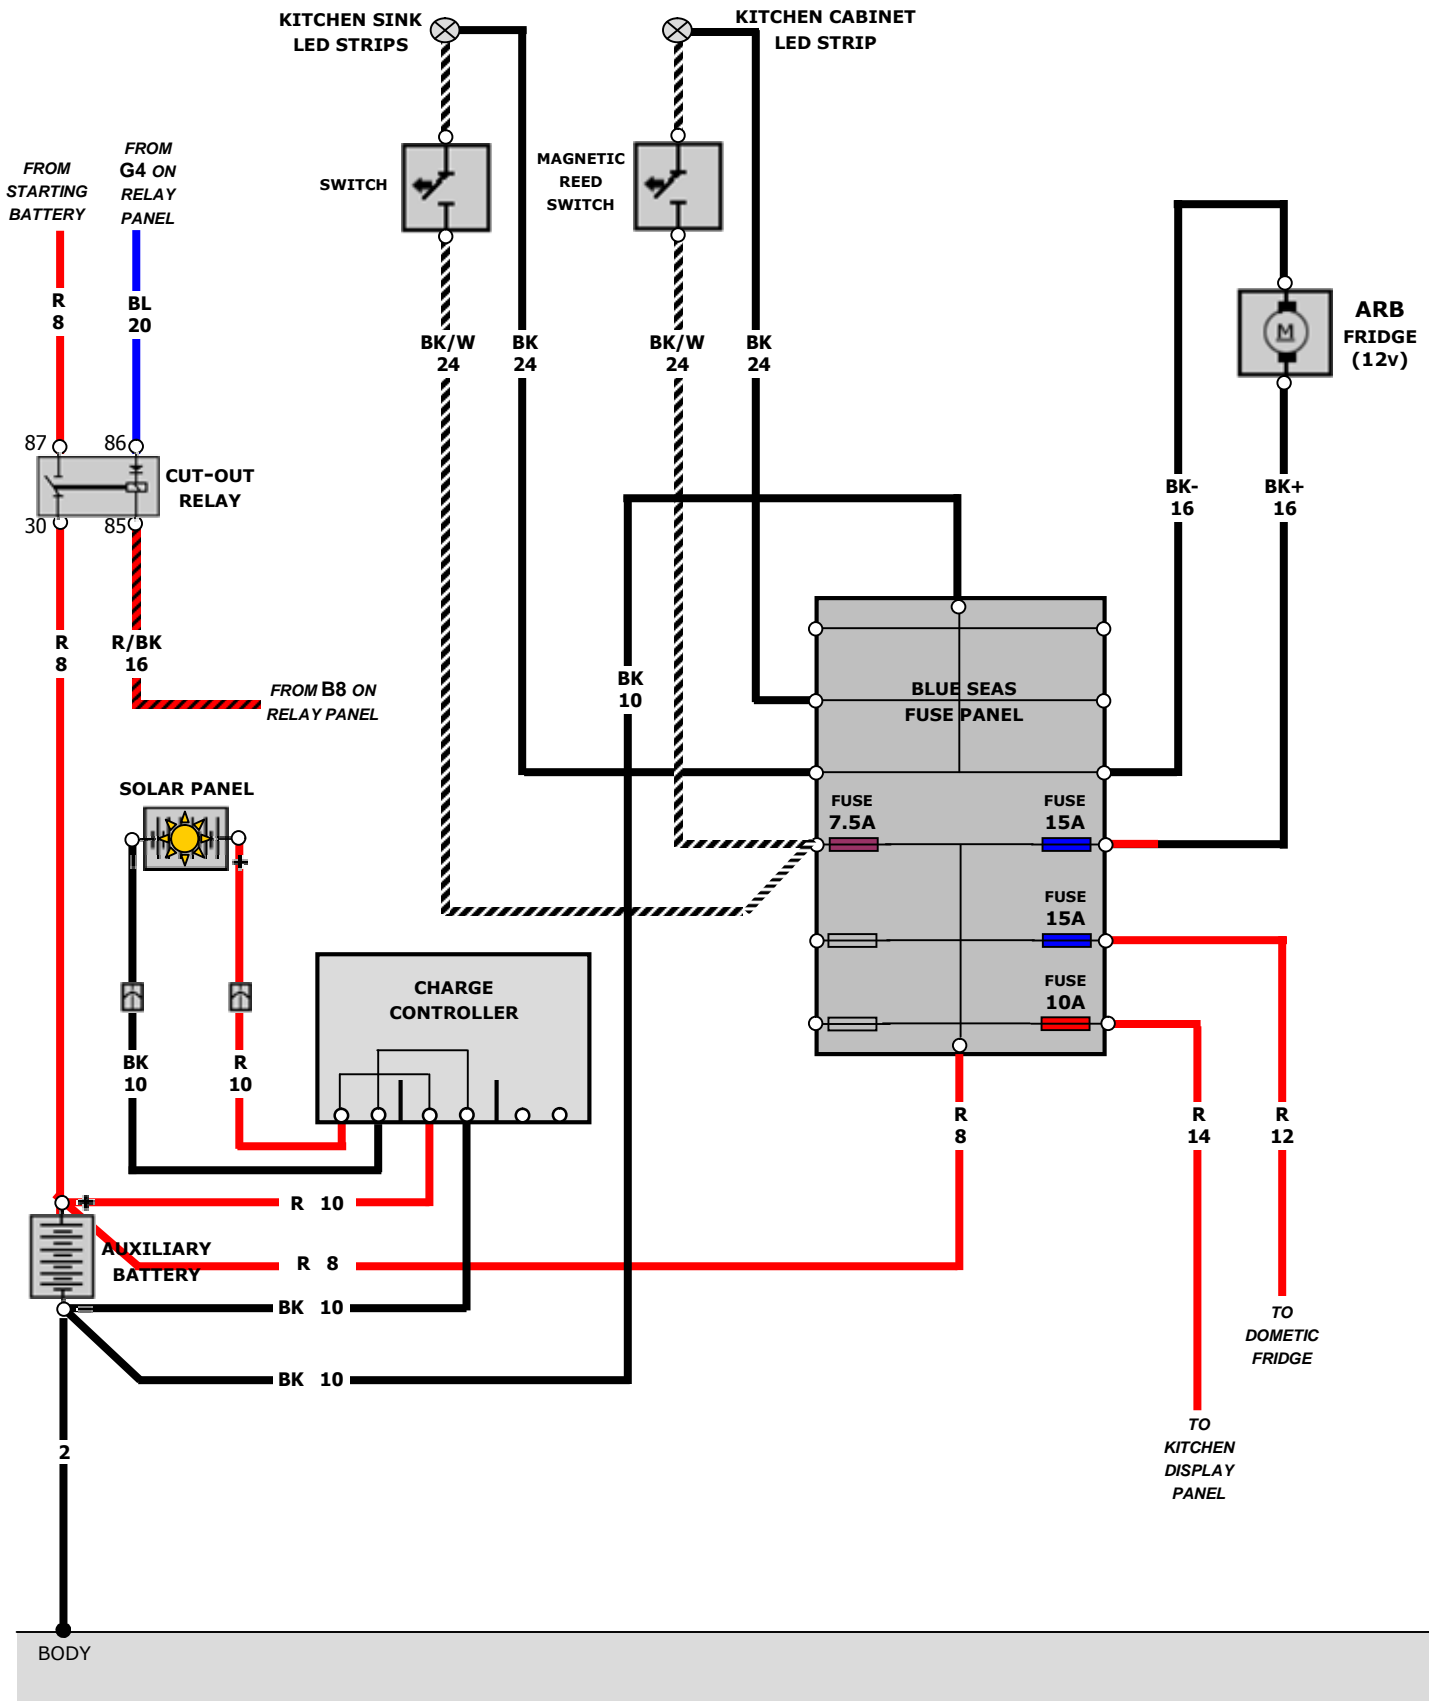 KITCHEN SINK
LED STRIPS
KITCHEN CABINET
LED STRIP
FROM
STARTING
BATTERY
FROM
G4 ON
RELAY
PANEL
SWITCH
MAGNETIC
REED
SWITCH
R
8
BL
20
BK/W
24
BK
24
BK/W
24
BK
24
M
ARB
FRIDGE
(12v)
87
86
CUT-OUT
RELAY
30
85
BK-
16
BK+
16
R
8
R/BK
16
FROM B8 ON
RELAY PANEL
BK
10
BLUE SEAS
FUSE PANEL
SOLAR PANEL
+
FUSE
7.5A
FUSE
15A
FUSE
15A
FUSE
10A
CHARGE
CONTROLLER
BK
10
R
10
R
8
R
14
R
12
+
R 10
AUXILIARY
BATTERY
R 8
BK 10
BK 10
TO
DOMETIC
FRIDGE
TO
KITCHEN
DISPLAY
PANEL
2
BODY